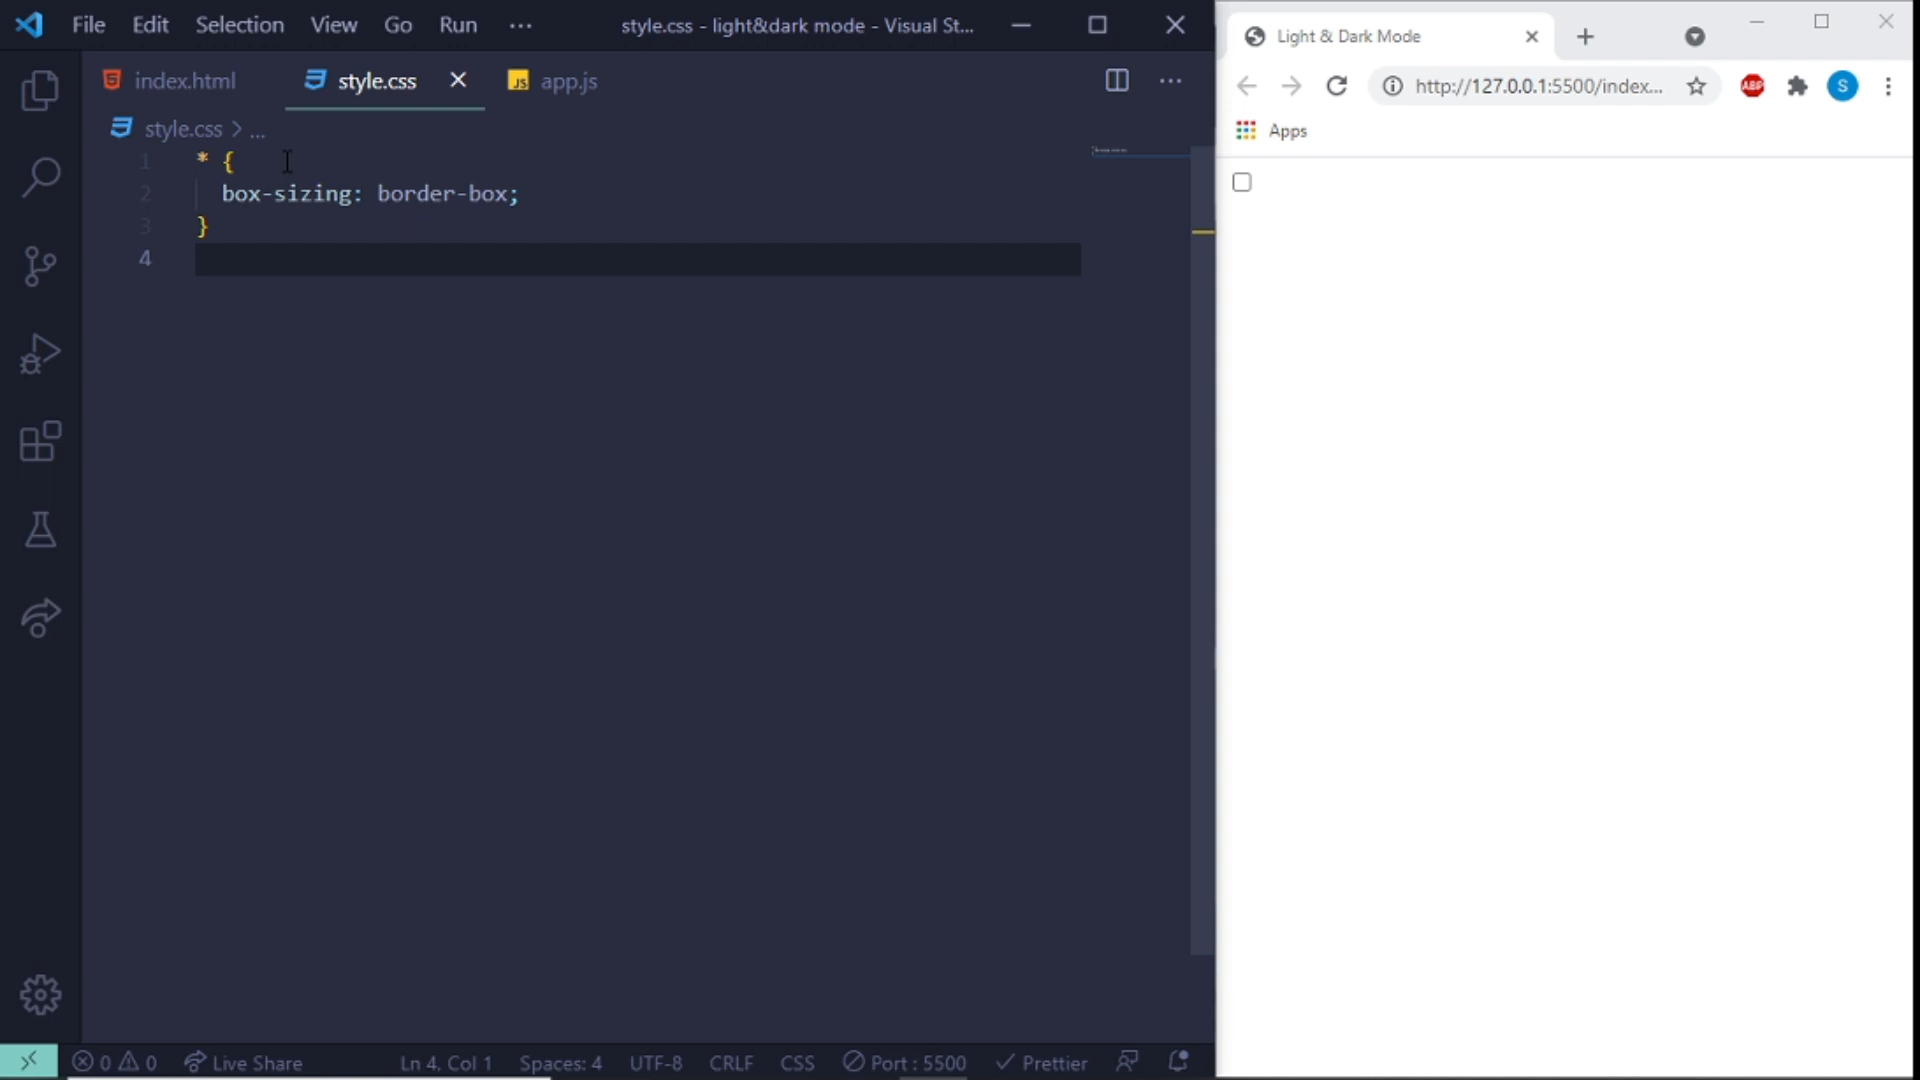 File Edit Selection View Go Run ··· style.css - light&dark mode - Visual St...
index.html style.css JS app.js
style.css > ...
1 * {
2 box-sizing: border-box;
3 }
4
0 0 Live Share Ln 4, Col 1 Spaces: 4 UTF-8 CRLF CSS Port : 5500 Prettier
Light & Dark Mode
http://127.0.0.1:5500/index... ABP S
Apps